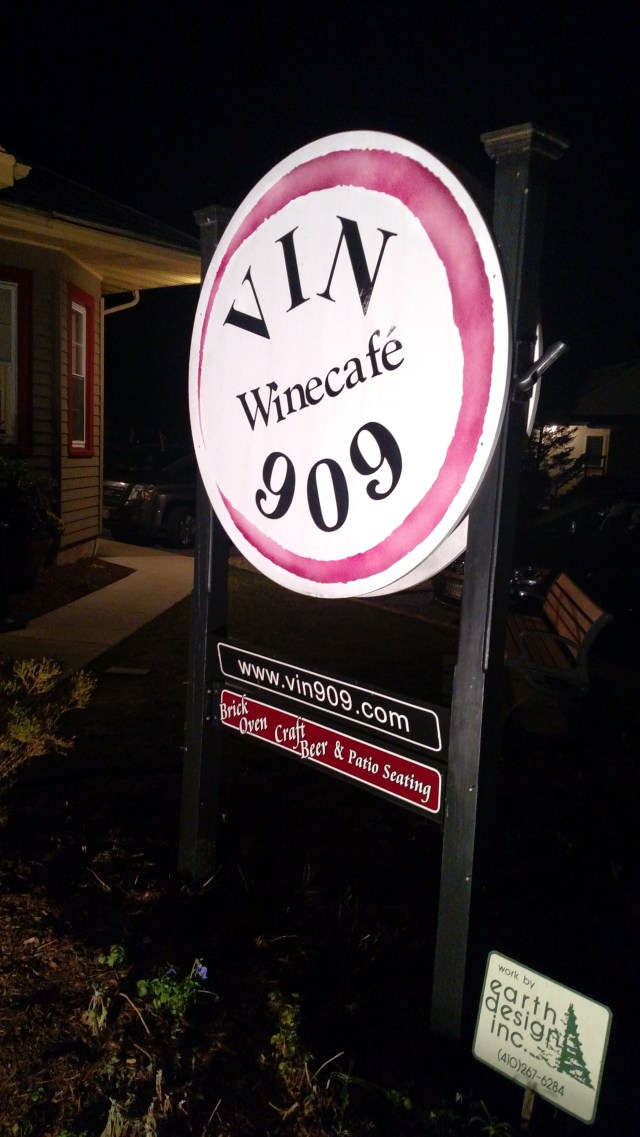 VIN
Winecafé
909
www.vin909.com
Brick Oven Craft Beer & Patio Seating
work by
earth
design
inc.
(410)267-6284